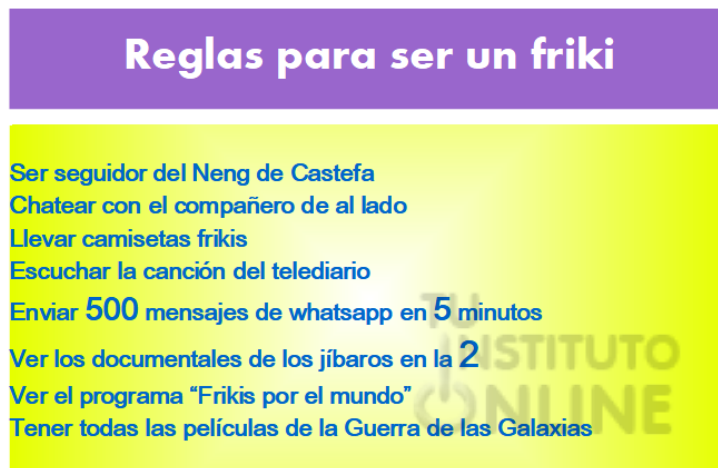 Reglas para ser un friki
Ser seguidor del Neng de Castefa
Chatear con el compañero de al lado
Llevar camisetas frikis
Escuchar la canción del telediario
Enviar 500 mensajes de whatsapp en 5 minutos
Ver los documentales de los jíbaros en la 2
Ver el programa “Frikis por el mundo”
Tener todas las películas de la Guerra de las Galaxias
TU
INSTITUTO
ONLINE